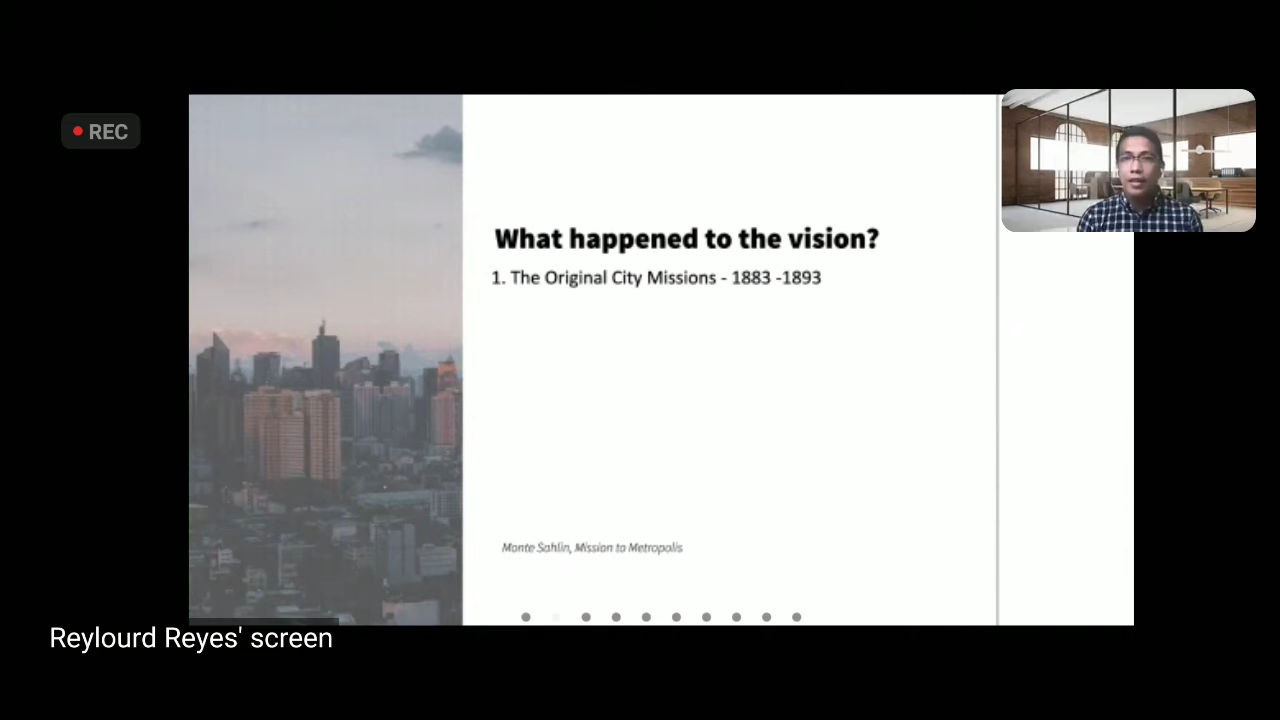 REC
What happened to the vision?
1. The Original City Missions - 1883 -1893
Monte Sahlin, Mission to Metropolis
Reylourd Reyes' screen